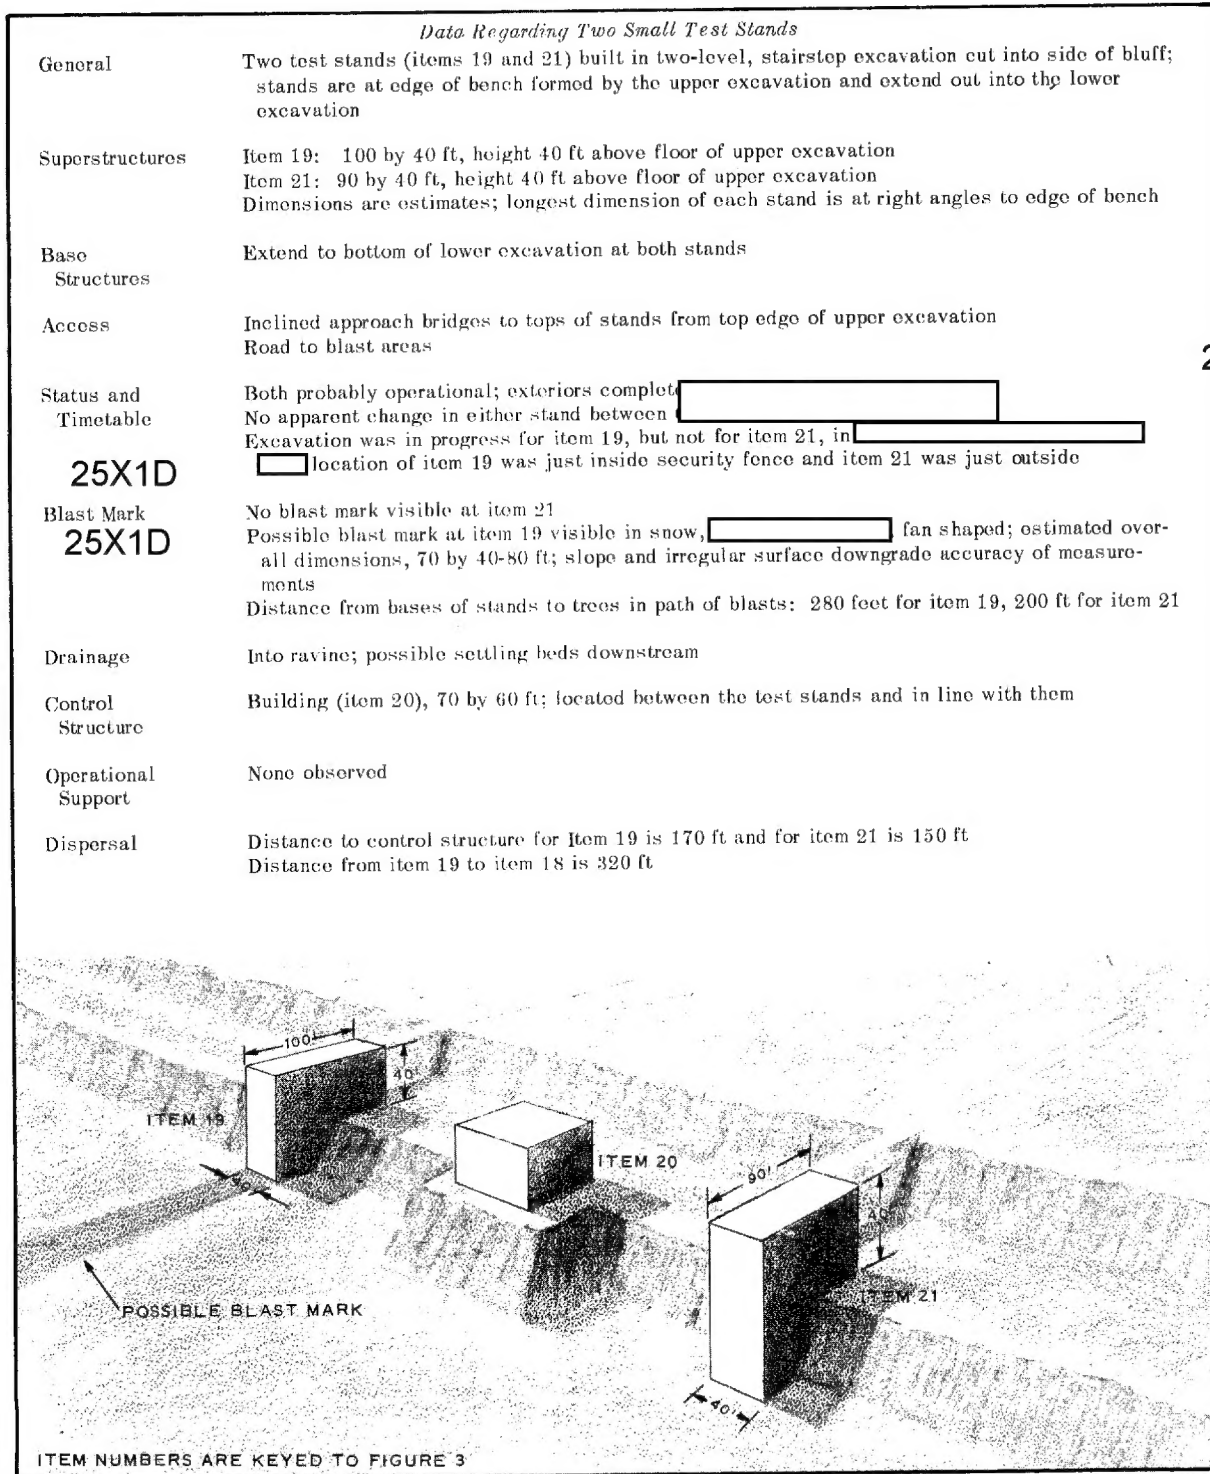 Data Regarding Two Small Test Stands
General Two test stands (items 19 and 21) built in two-level, stairstep excavation cut into side of bluff;
stands are at edge of bench formed by the upper excavation and extend out into the lower
excavation
Superstructures Item 19: 100 by 40 ft, height 40 ft above floor of upper excavation
Item 21: 90 by 40 ft, height 40 ft above floor of upper excavation
Dimensions are estimates; longest dimension of each stand is at right angles to edge of bench
Base Extend to bottom of lower excavation at both stands
Structures
Access Inclined approach bridges to tops of stands from top edge of upper excavation
Road to blast areas
2
Status and Both probably operational; exteriors complete
Timetable No apparent change in either stand between
Excavation was in progress for item 19, but not for item 21, in
25X1D location of item 19 was just inside security fence and item 21 was just outside
Blast Mark No blast mark visible at item 21
25X1D Possible blast mark at item 19 visible in snow, fan shaped; estimated over-
all dimensions, 70 by 40-80 ft; slope and irregular surface downgrade accuracy of measure-
ments
Distance from bases of stands to trees in path of blasts: 280 feet for item 19, 200 ft for item 21
Drainage Into ravine; possible settling beds downstream
Control Building (item 20), 70 by 60 ft; located between the test stands and in line with them
Structure
Operational None observed
Support
Dispersal Distance to control structure for Item 19 is 170 ft and for item 21 is 150 ft
Distance from item 19 to item 18 is 320 ft
100'
40'
ITEM 19
40'
ITEM 20
90'
40'
ITEM 21
POSSIBLE BLAST MARK
40'
ITEM NUMBERS ARE KEYED TO FIGURE 3